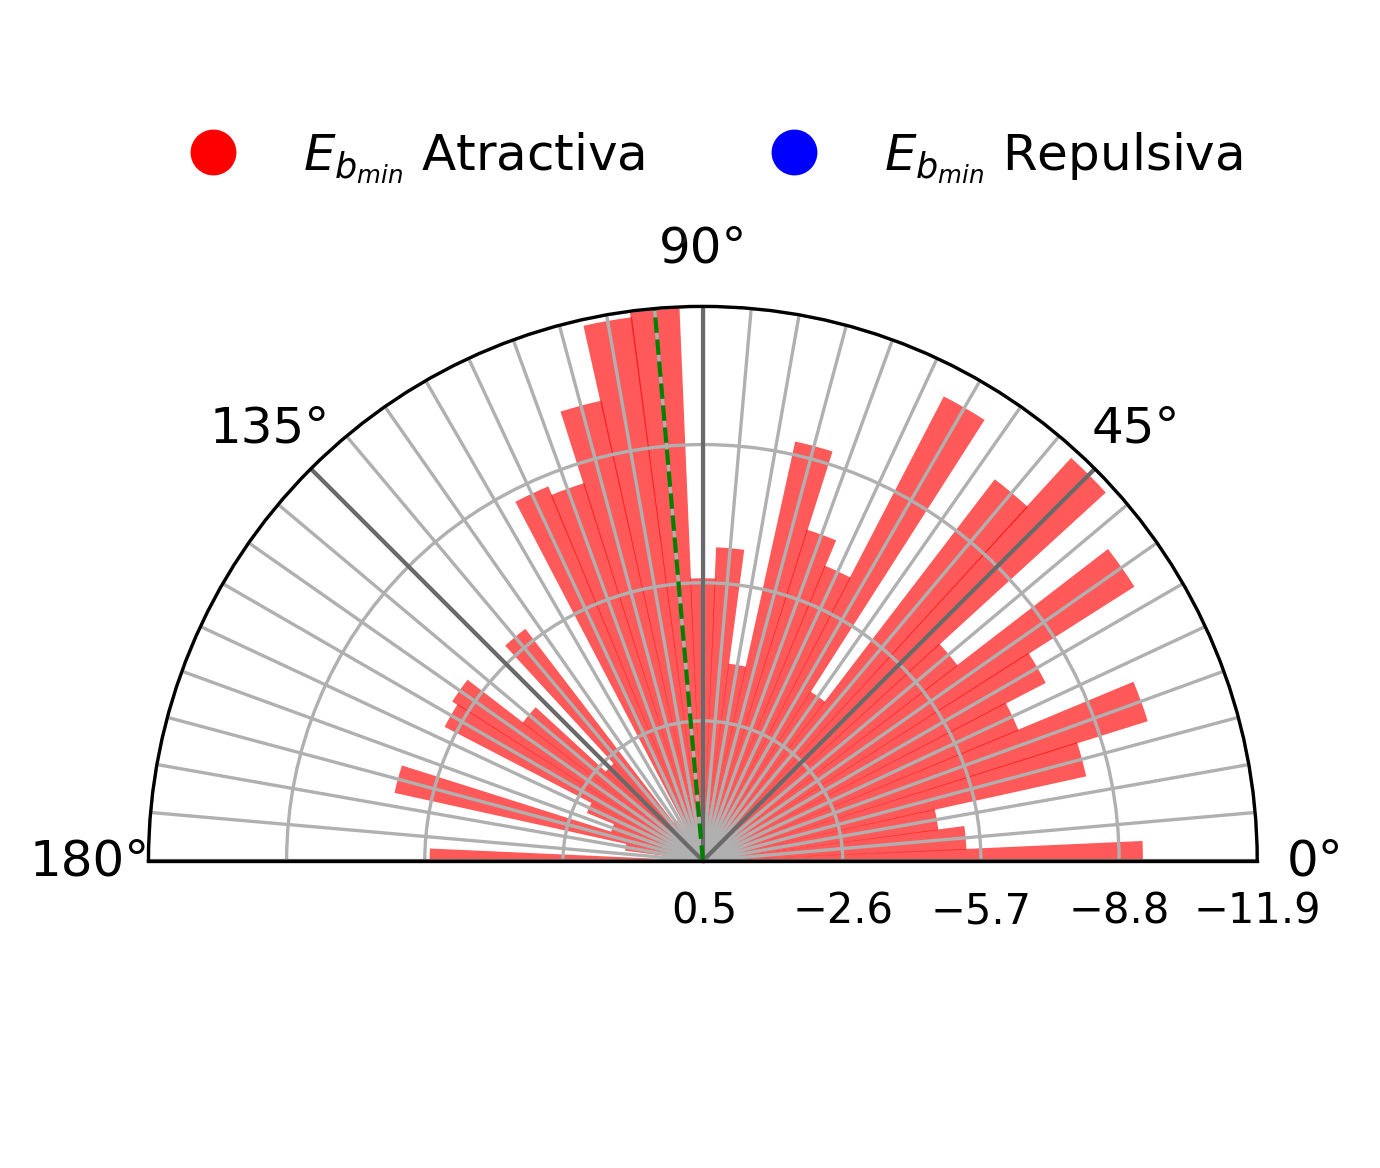 E_{b_{min}} Atractiva E_{b_{min}} Repulsiva
90°
135° 45°
180° 0°
0.5 −2.6 −5.7 −8.8 −11.9